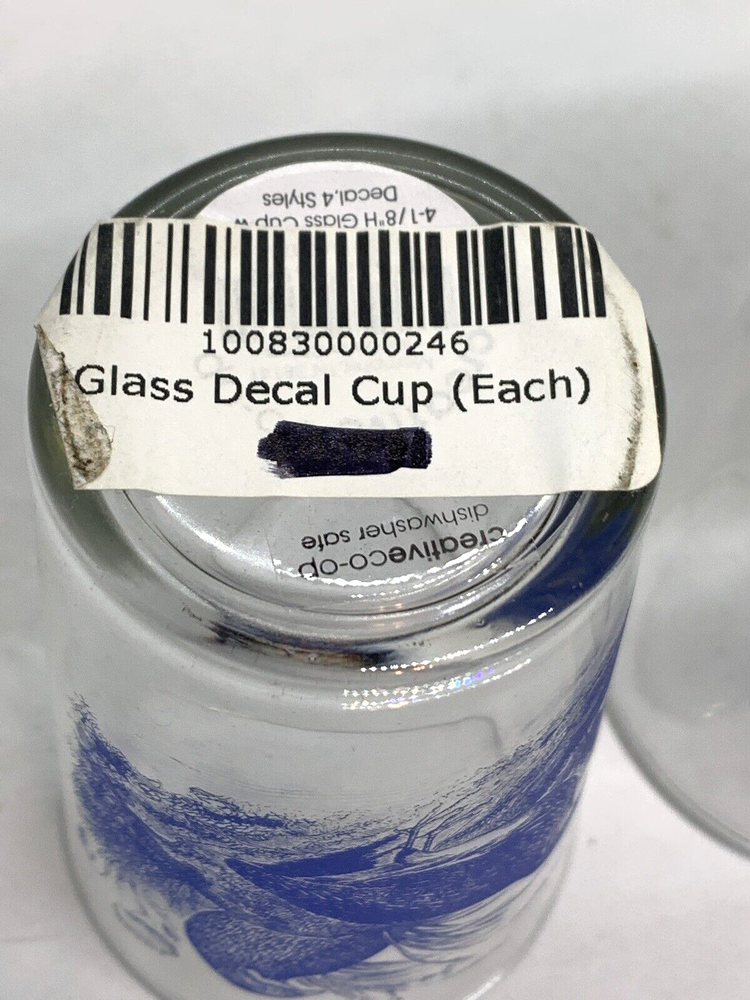 4-1/8"H Glass Cup w
Decal,4 Styles
100830000246
Glass Decal Cup (Each)
creativeco-op
dishwasher safe